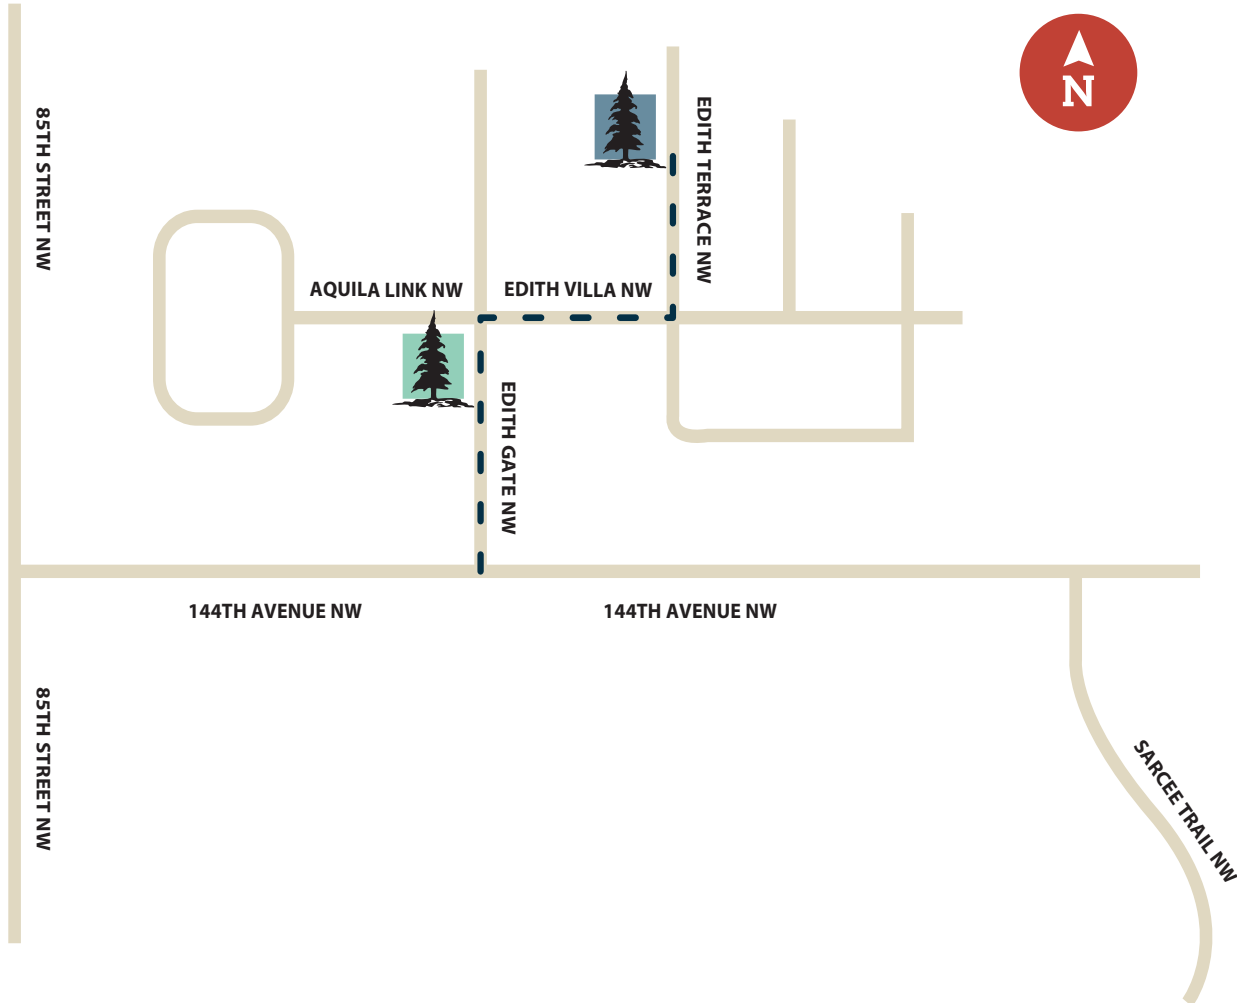 N
85TH STREET NW
EDITH TERRACE NW
AQUILA LINK NW
EDITH VILLA NW
EDITH GATE NW
144TH AVENUE NW
144TH AVENUE NW
85TH STREET NW
SARCEE TRAIL NW